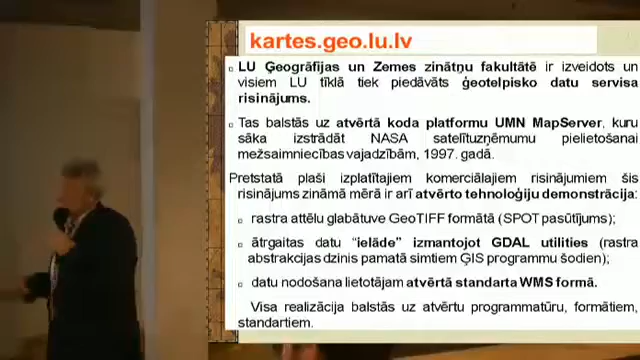 kartes.geo.lu.lv
LU Ģeogrāfijas un Zemes zinātņu fakultātē ir izveidots un
visiem LU tīklā tiek piedāvāts ģeotelpisko datu servisa
risinājums.
Tas balstās uz atvērtā koda platformu UMN MapServer, kuru
sāka izstrādāt NASA satelītuzņēmumu pielietošanai
mežsaimniecības vajadzībām, 1997. gadā.
Pretstatā plaši izplatītajiem komerciālajiem risinājumiem šis
risinājums zināmā mērā ir arī atvērto tehnoloģiju demonstrācija:
rastra attēlu glabātuve GeoTIFF formātā (SPOT pasūtījums);
ātrgaitas datu "ielāde" izmantojot GDAL utilities (rastra
abstrakcijas dzinis pamatā simtiem ĢIS programmu šodien);
datu nodošana lietotājam atvērtā standarta WMS formā.
Visa realizācija balstās uz atvērtu programmatūru, formātiem,
standartiem.